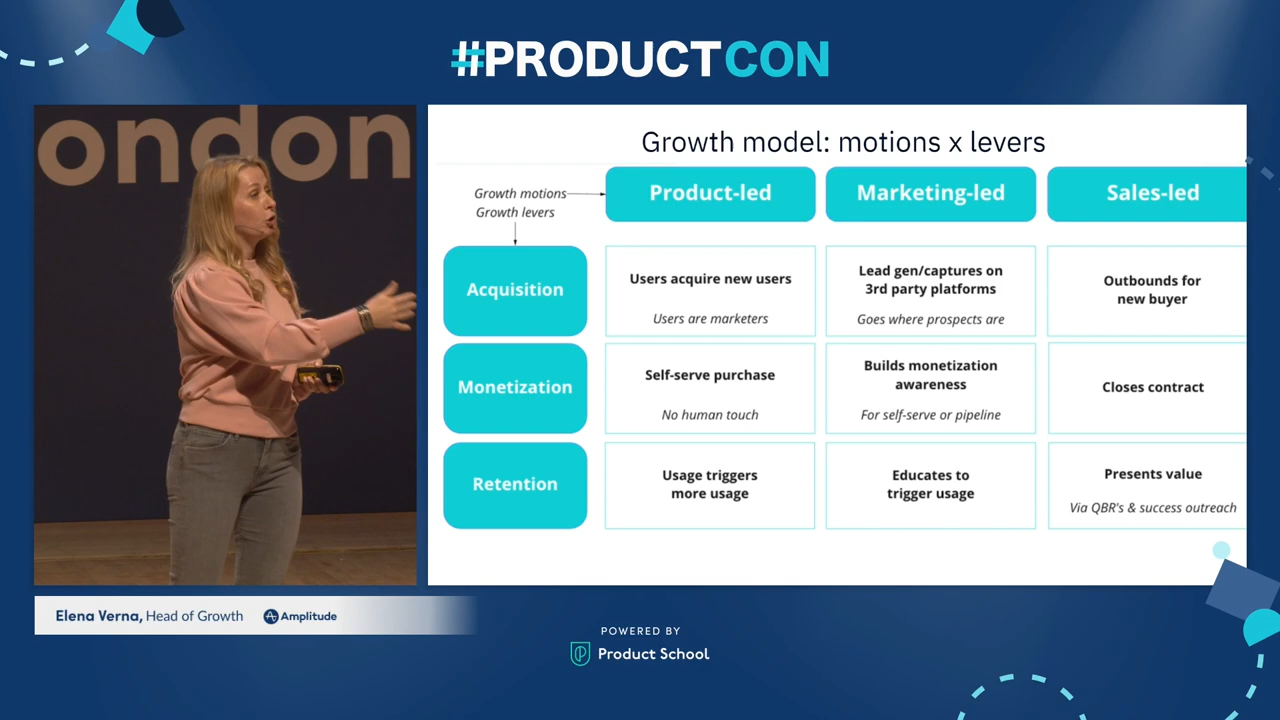 #PRODUCTCON
ondon
Growth model: motions x levers
Growth motions
Growth levers
Product-led
Marketing-led
Sales-led
Acquisition
Users acquire new users
Users are marketers
Lead gen/captures on
3rd party platforms
Goes where prospects are
Outbounds for
new buyer
Monetization
Self-serve purchase
No human touch
Builds monetization
awareness
For self-serve or pipeline
Closes contract
Retention
Usage triggers
more usage
Educates to
trigger usage
Presents value
Via QBR's & success outreach
Elena Verna, Head of Growth Amplitude
POWERED BY
Product School